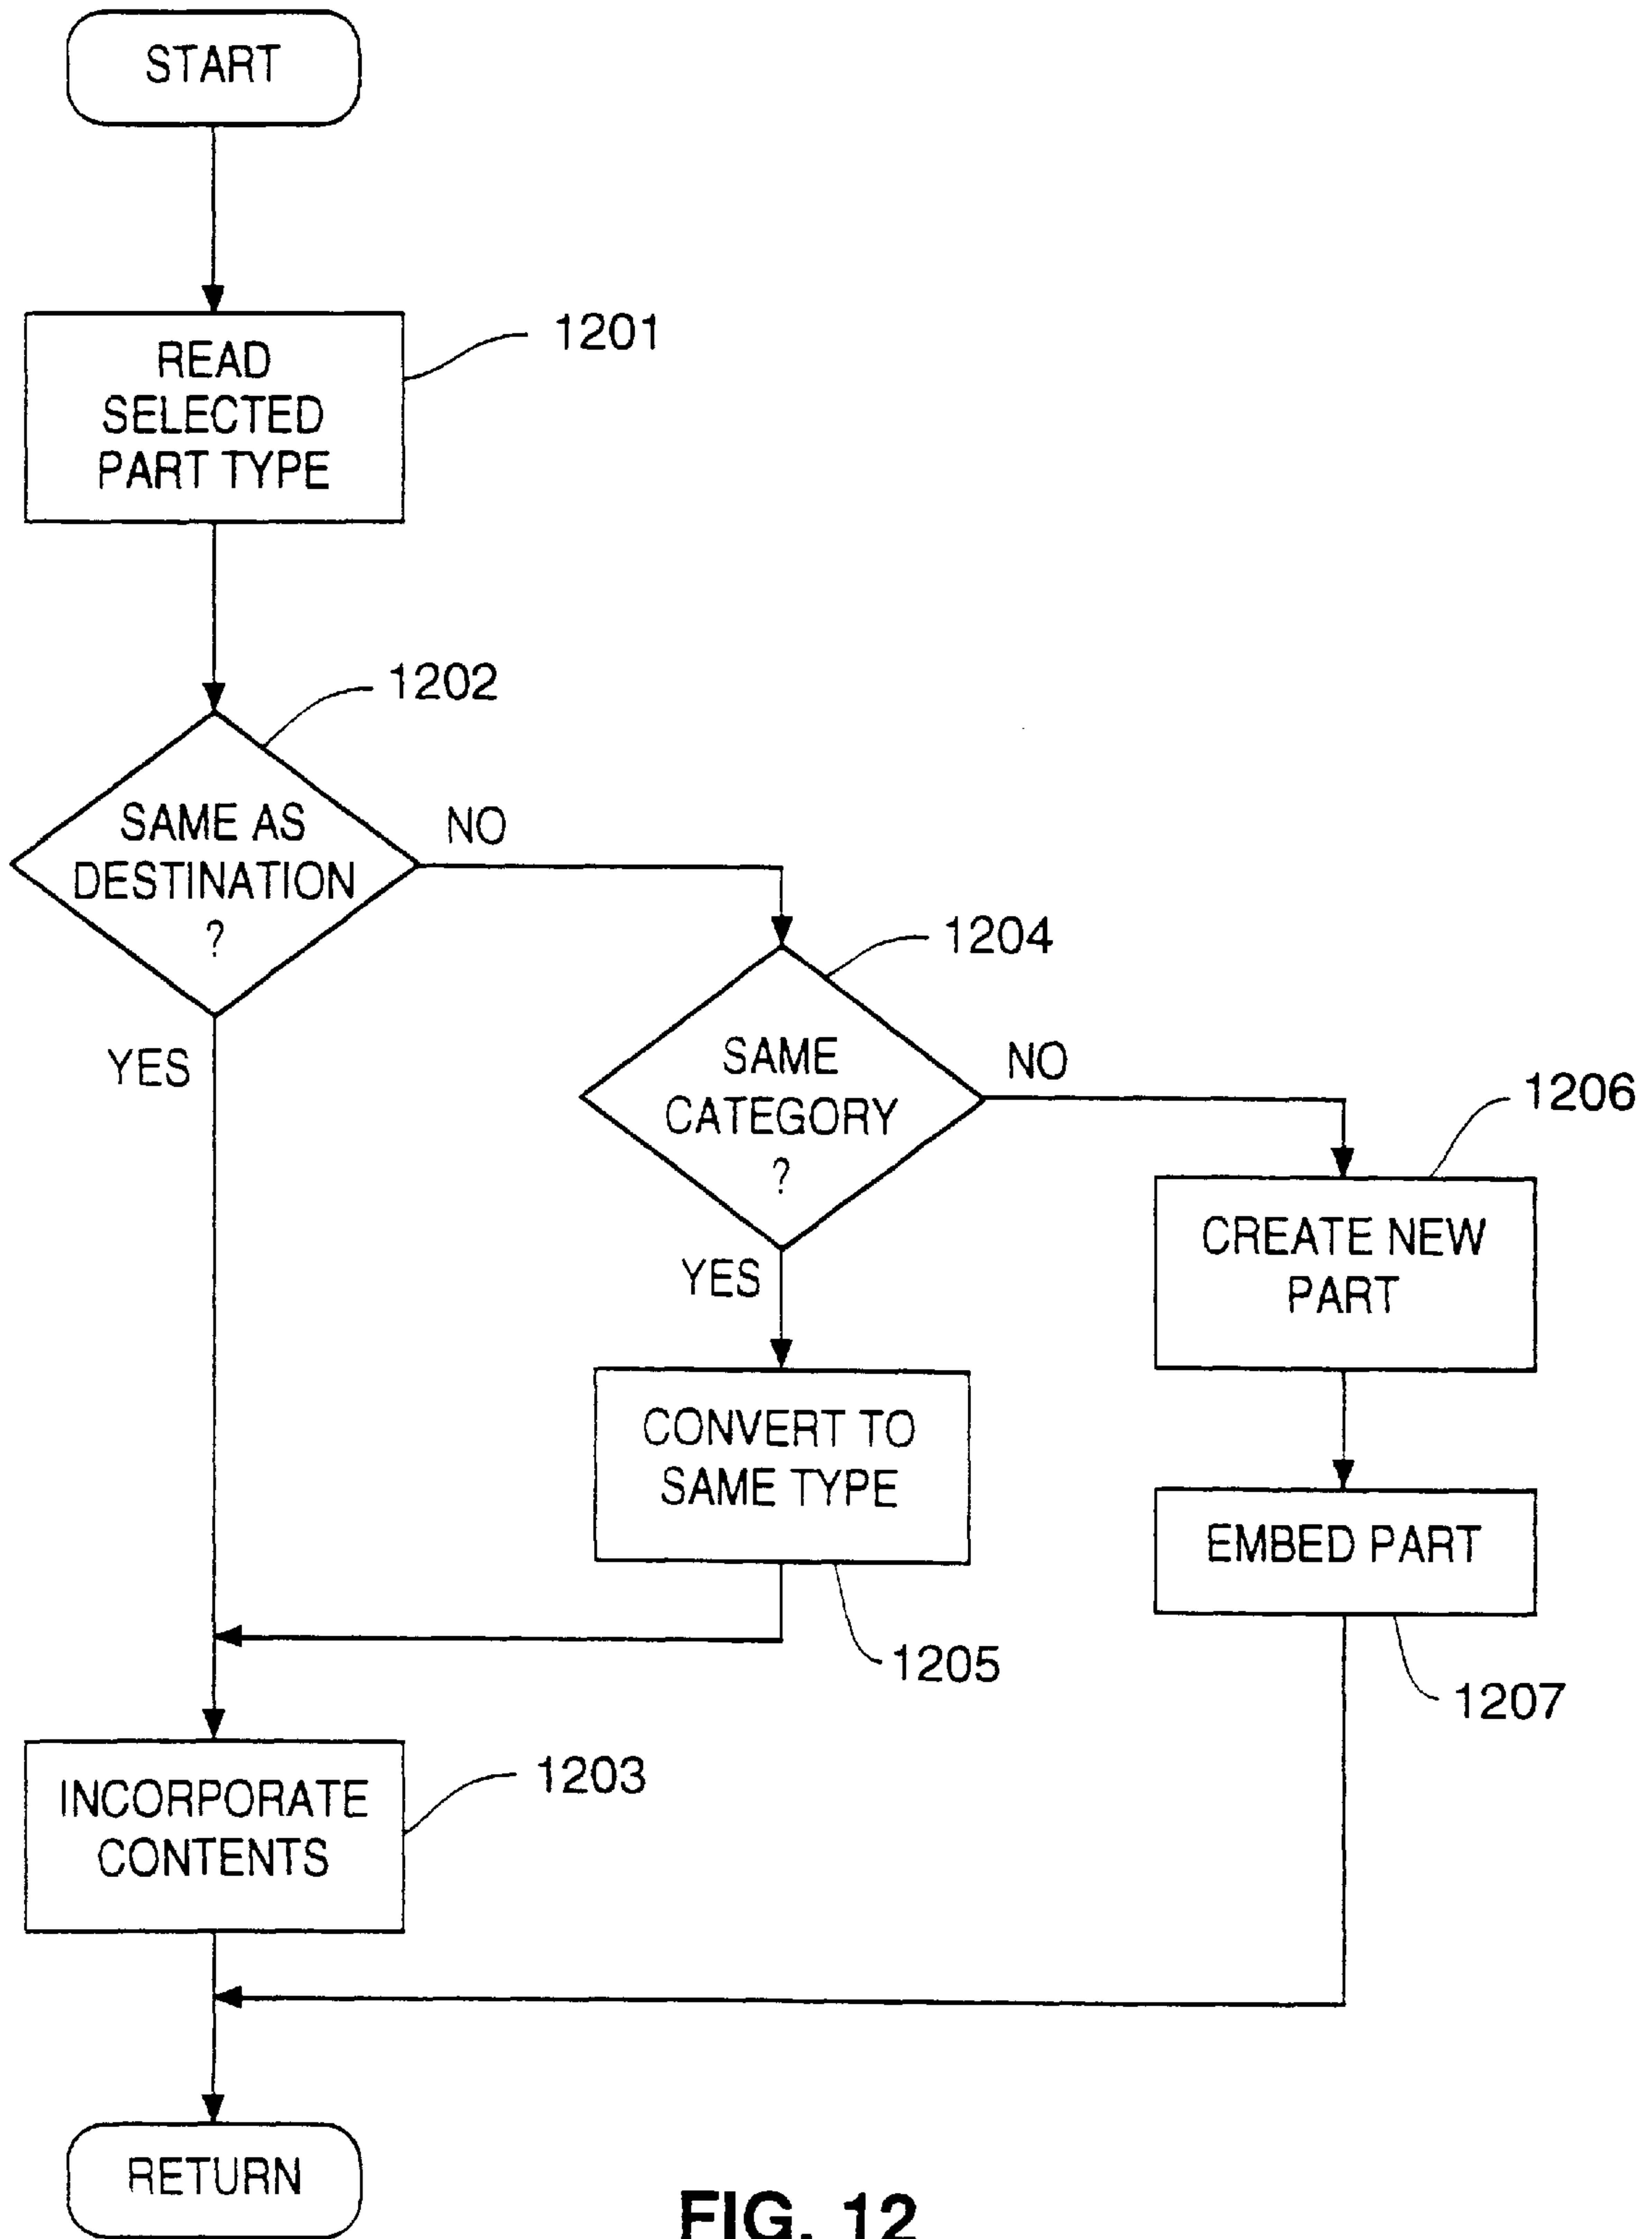 START
READ
SELECTED
PART TYPE
1201
SAME AS
DESTINATION
?
1202
NO
YES
SAME
CATEGORY
?
1204
NO
YES
CREATE NEW
PART
1206
CONVERT TO
SAME TYPE
1205
EMBED PART
1207
INCORPORATE
CONTENTS
1203
RETURN
FIG. 12